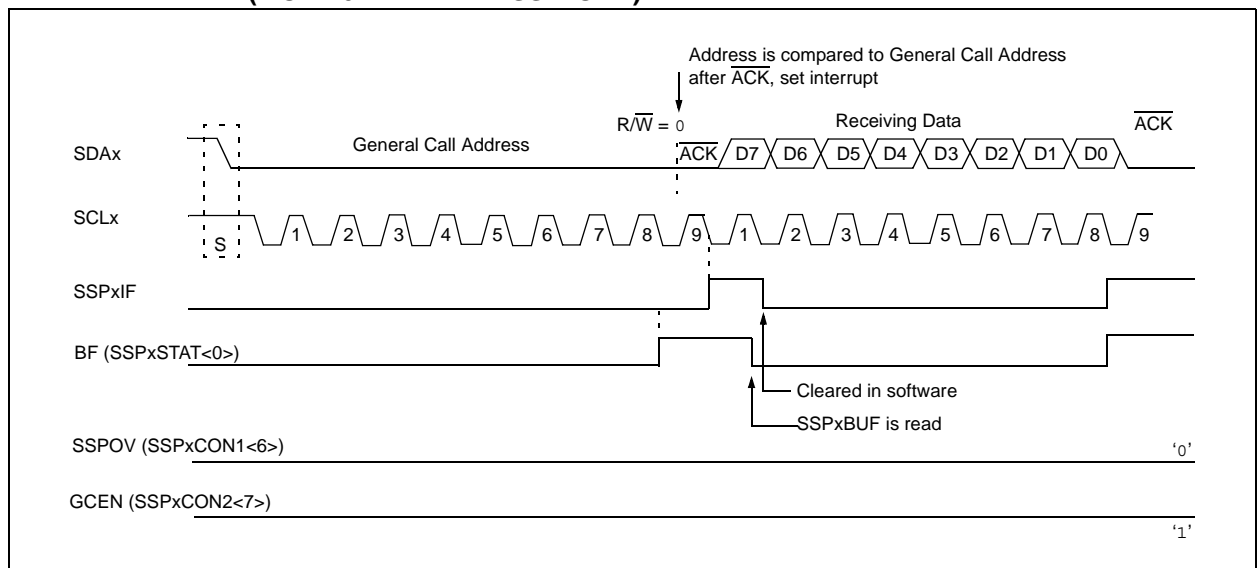 Address is compared to General Call Address
after ACK, set interrupt
R/W = 0
Receiving Data
ACK
SDAx
General Call Address
ACK
D7 D6 D5 D4 D3 D2 D1 D0
SCLx
S
1 2 3 4 5 6 7 8 9 1 2 3 4 5 6 7 8 9
SSPxIF
BF (SSPxSTAT<0>)
Cleared in software
SSPxBUF is read
SSPOV (SSPxCON1<6>)
‘0’
GCEN (SSPxCON2<7>)
‘1’